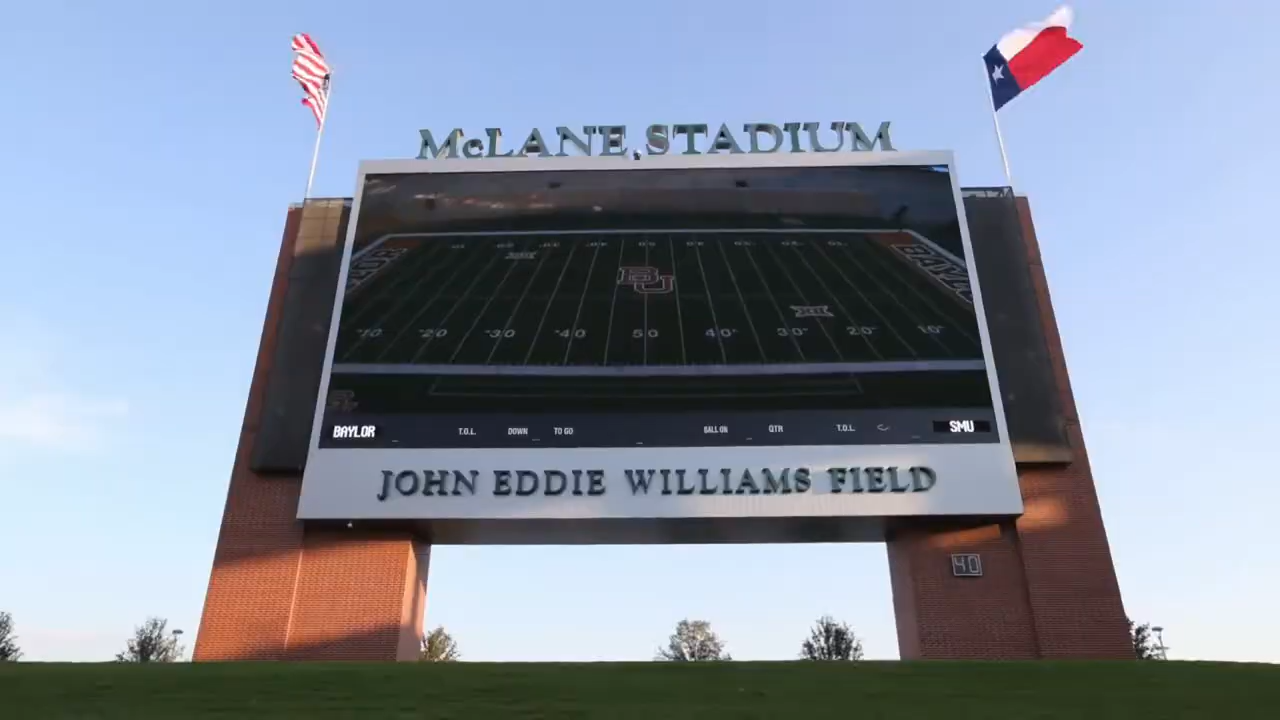 McLANE STADIUM
BU
10 20 30 40 50 40 30 20 10
BAYLOR T.O.L. DOWN TO GO BALL ON QTR T.O.L. SMU
JOHN EDDIE WILLIAMS FIELD
40